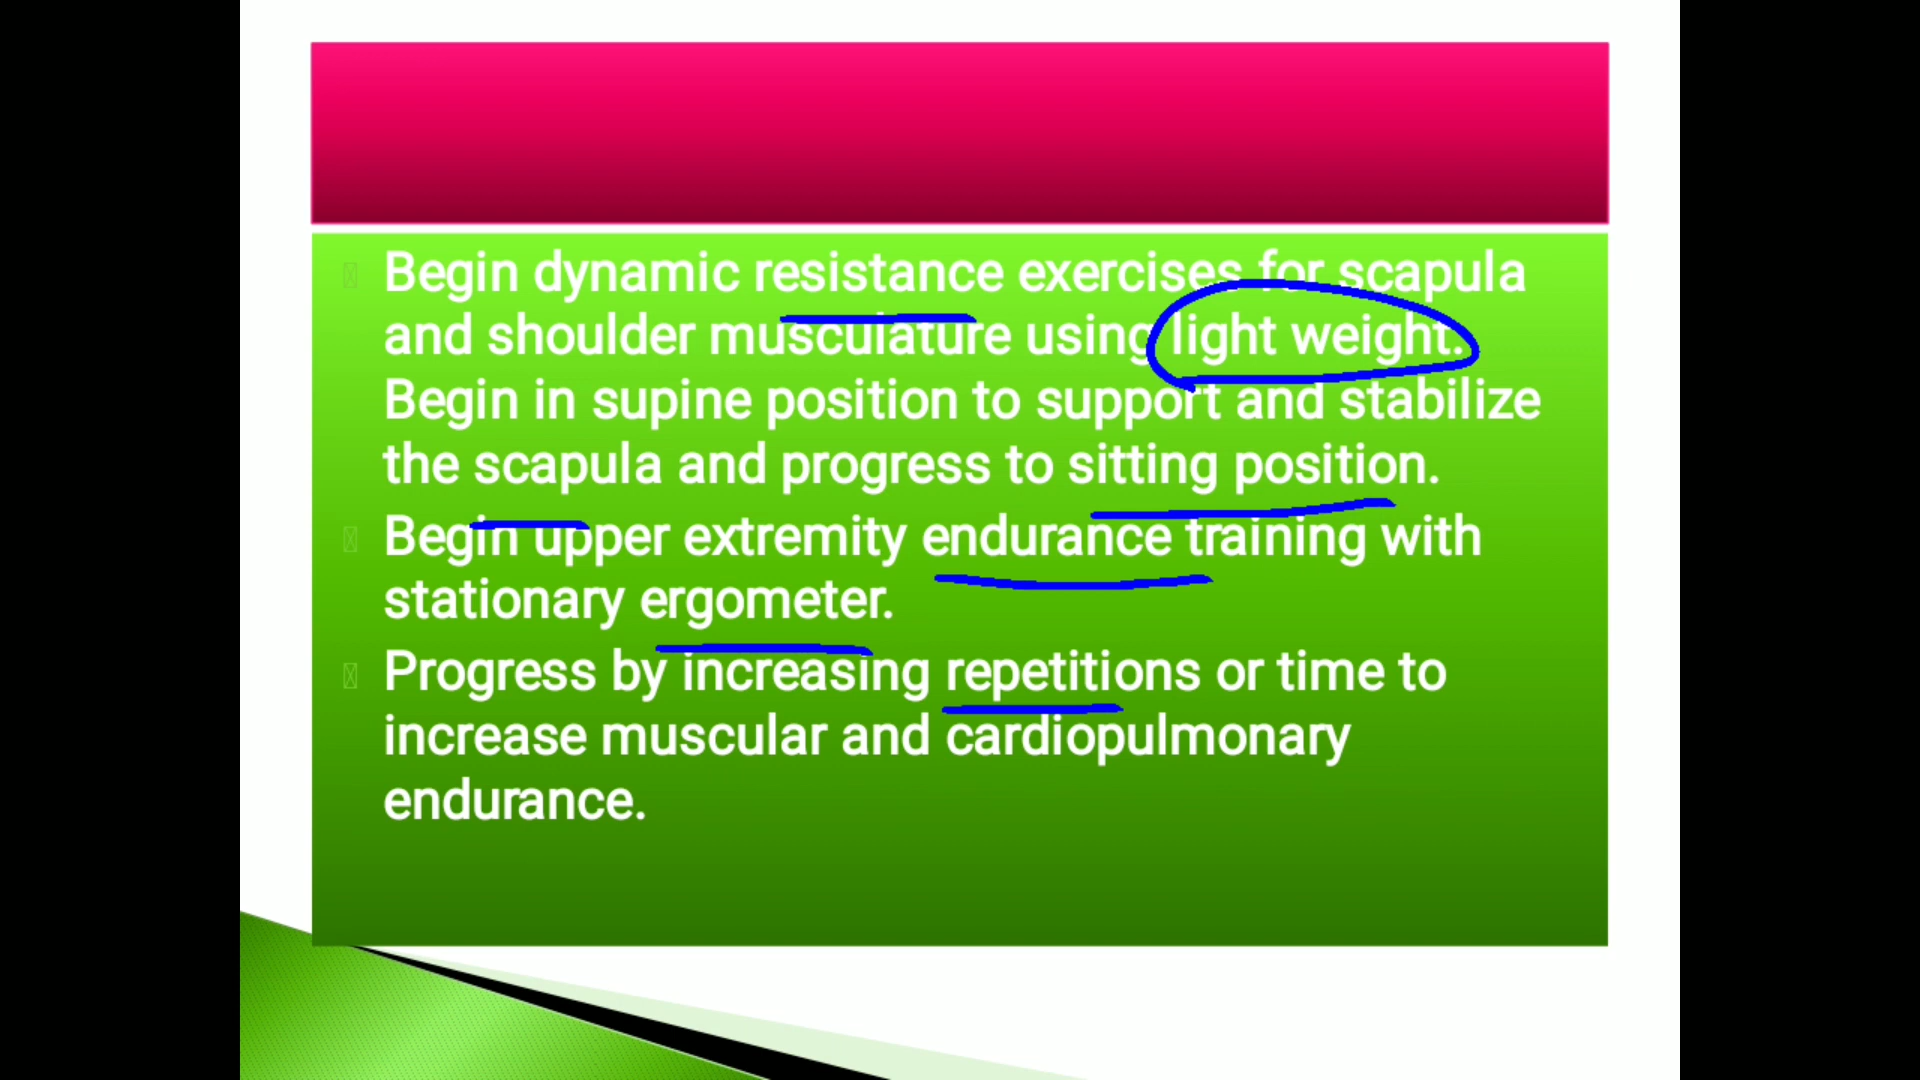 Begin dynamic resistance exercises for scapula
and shoulder musculature using light weight.
Begin in supine position to support and stabilize
the scapula and progress to sitting position.
Begin upper extremity endurance training with
stationary ergometer.
Progress by increasing repetitions or time to
increase muscular and cardiopulmonary
endurance.